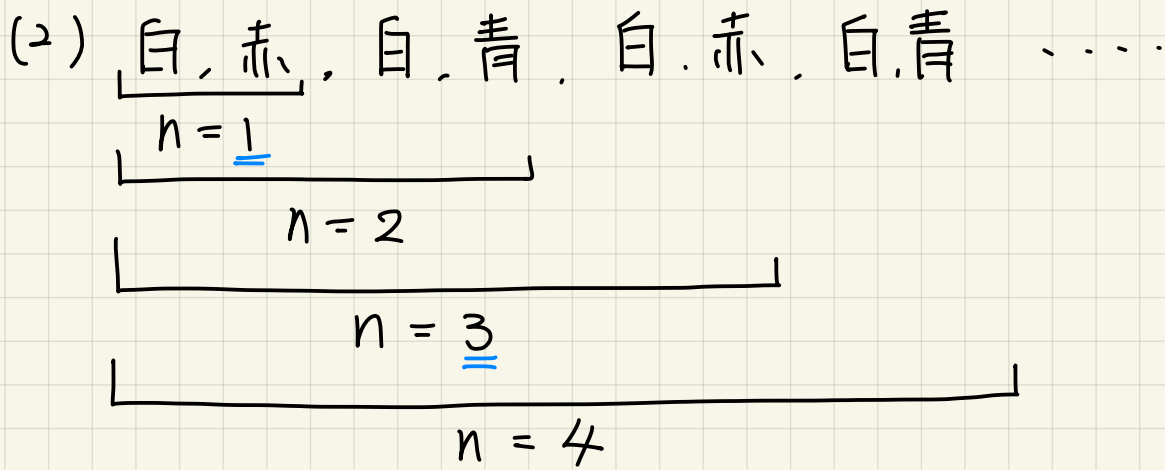 (2) 白, 赤, 白, 青, 白, 赤, 白, 青 ‥‥
n = 1
n = 2
n = 3
n = 4